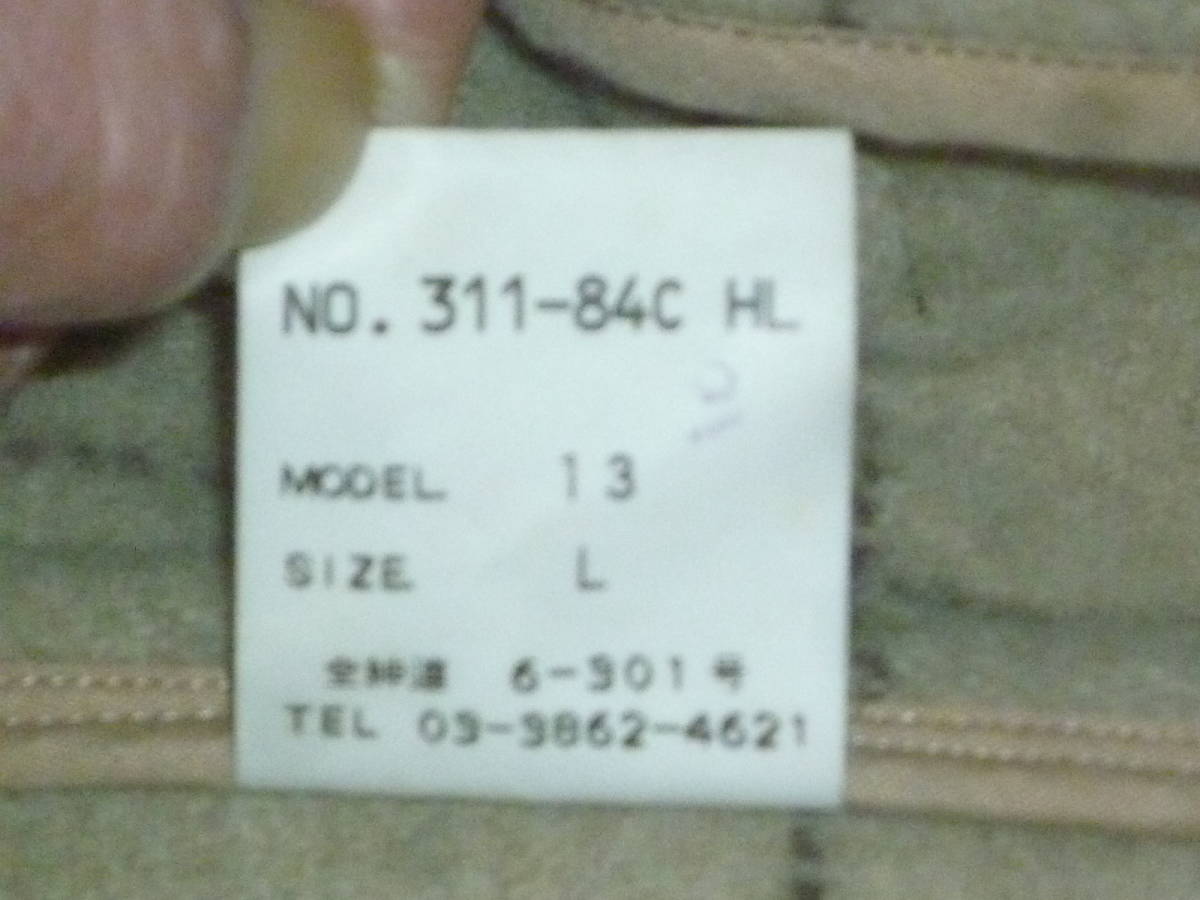 NO. 311-84C HL
MODEL 13
SIZE L
6-301号
TEL 03-3862-4621